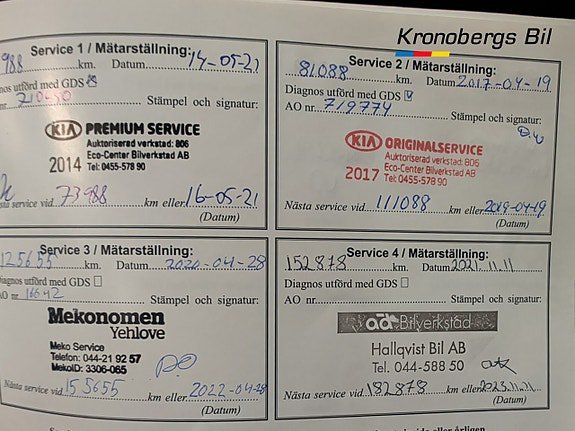 Kronobergs Bil
Service 1 / Mätarställning:
988 km. Datum 14-05-21
nos utförd med GDS
nr. Stämpel och signatur:
KIA PREMIUM SERVICE
Auktoriserad verkstad: 806
Eco-Center Bilverkstad AB
2014 Tel: 0455-578 90
sta service vid 73988 km eller 16-05-21
(Datum)
Service 2 / Mätarställning:
81088 km. Datum 2017-04-19
Diagnos utförd med GDS
AO nr 719774 Stämpel och signatur:
KIA ORIGINALSERVICE
Auktoriserad verkstad: 806
Eco-Center Bilverkstad AB
2017 Tel: 0455-578 90
Nästa service vid 111088 km eller 2019-04-19
(Datum)
Service 3 / Mätarställning:
125655 km. Datum 2020-04-28
iagnos utförd med GDS
AO nr 16642 Stämpel och signatur:
Mekonomen
Yehlove
Meko Service
Telefon: 044-21 92 57
MekoID: 3306-065
Nästa service vid 155655 km eller 2022-04-28
(Datum)
Service 4 / Mätarställning:
152878 km. Datum 2021.11.11
Diagnos utförd med GDS
AO nr Stämpel och signatur:
ad Bilverkstad
Hallqvist Bil AB
Tel. 044-588 50
Nästa service vid 182878 km eller 2023.11.11
(Datum)